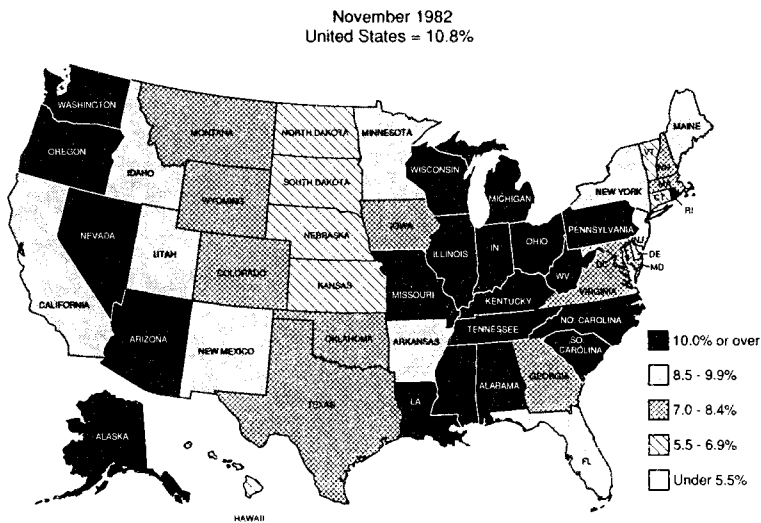 November 1982
United States = 10.8%
WASHINGTON
OREGON
IDAHO
MONTANA
WYOMING
NORTH DAKOTA
SOUTH DAKOTA
NEBRASKA
KANSAS
MINNESOTA
IOWA
WISCONSIN
MICHIGAN
ILLINOIS
IN
OHIO
PENNSYLVANIA
NEW YORK
MAINE
VT
NH
MA
CT
RI
NJ
DE
MD
DC
WV
VIRGINIA
KENTUCKY
TENNESSEE
NO. CAROLINA
SO.
CAROLINA
GEORGIA
ALABAMA
FL
LA
ARKANSAS
MISSOURI
OKLAHOMA
TEXAS
NEW MEXICO
COLORADO
UTAH
NEVADA
CALIFORNIA
ARIZONA
ALASKA
HAWAII
10.0% or over
8.5 - 9.9%
7.0 - 8.4%
5.5 - 6.9%
Under 5.5%